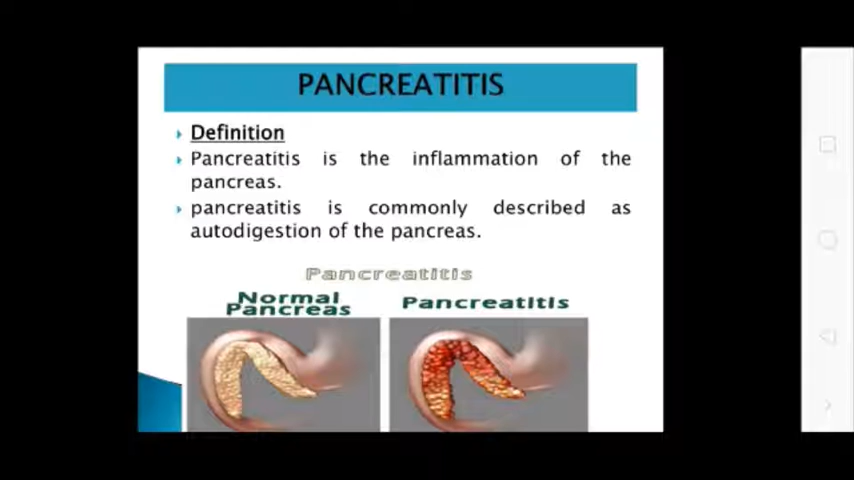 PANCREATITIS
Definition
Pancreatitis is the inflammation of the
pancreas.
pancreatitis is commonly described as
autodigestion of the pancreas.
Pancreatitis
Normal
Pancreas
Pancreatitis